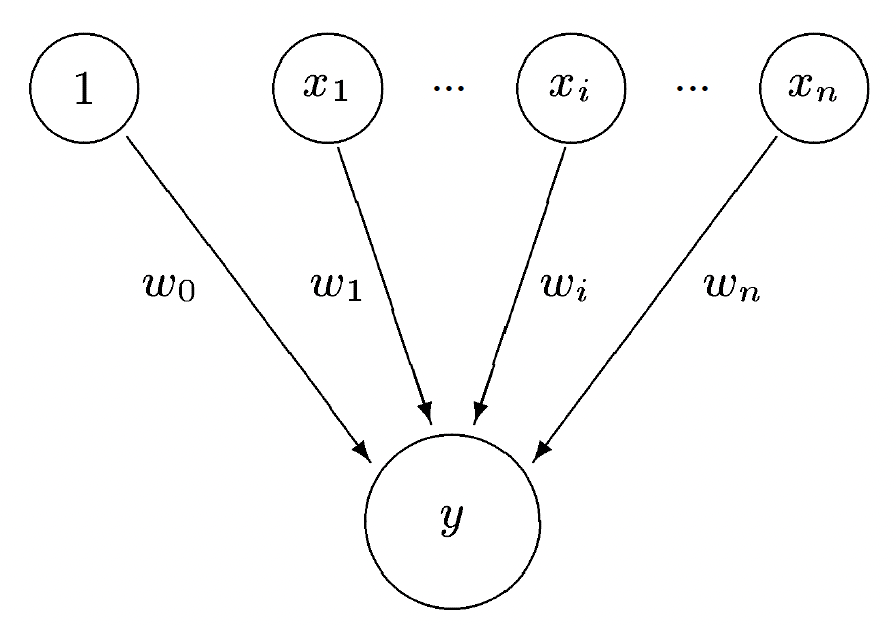 1 x₁ ... xᵢ ... xₙ
w₀ w₁ wᵢ wₙ
y